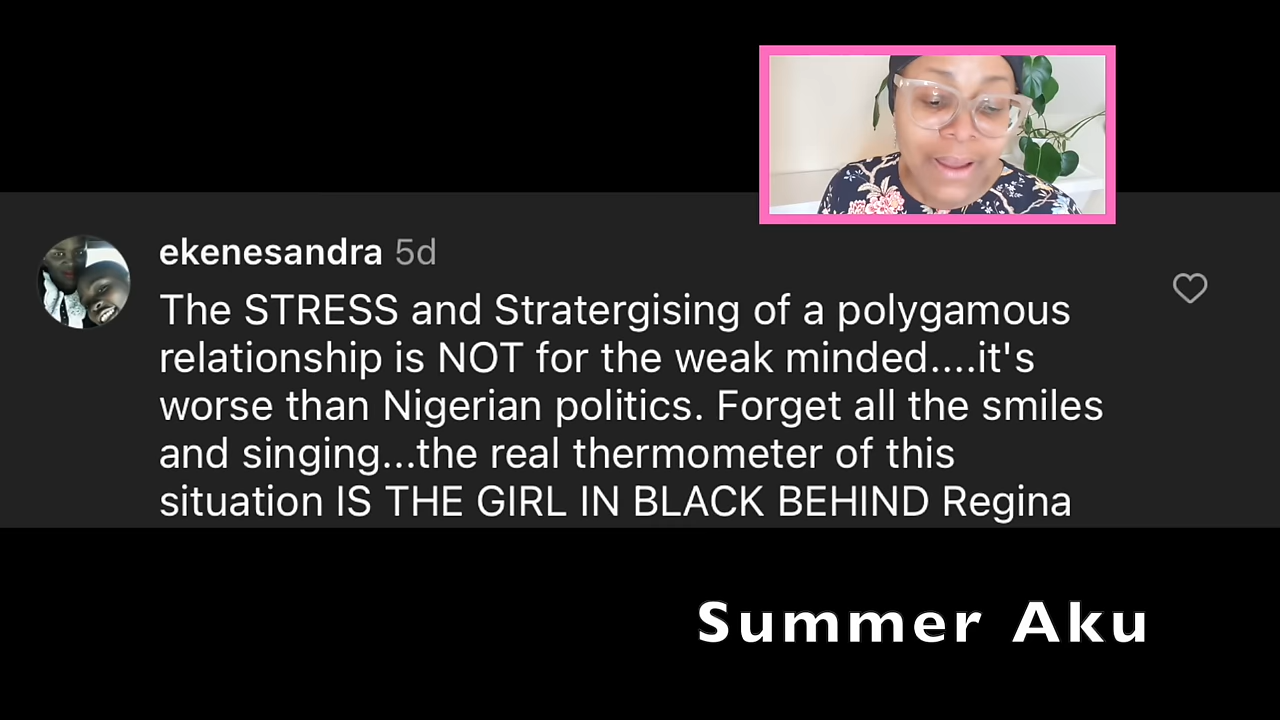 ekenesandra 5d
The STRESS and Stratergising of a polygamous
relationship is NOT for the weak minded....it's
worse than Nigerian politics. Forget all the smiles
and singing...the real thermometer of this
situation IS THE GIRL IN BLACK BEHIND Regina
Summer Aku